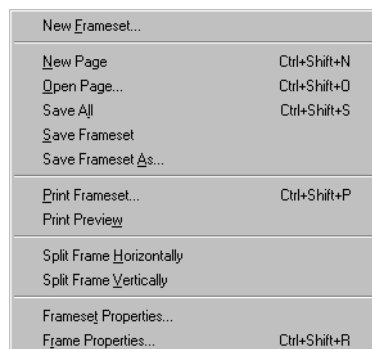 New Frameset...
New Page Ctrl+Shift+N
Open Page... Ctrl+Shift+O
Save All Ctrl+Shift+S
Save Frameset
Save Frameset As...
Print Frameset... Ctrl+Shift+P
Print Preview
Split Frame Horizontally
Split Frame Vertically
Frameset Properties...
Frame Properties... Ctrl+Shift+R